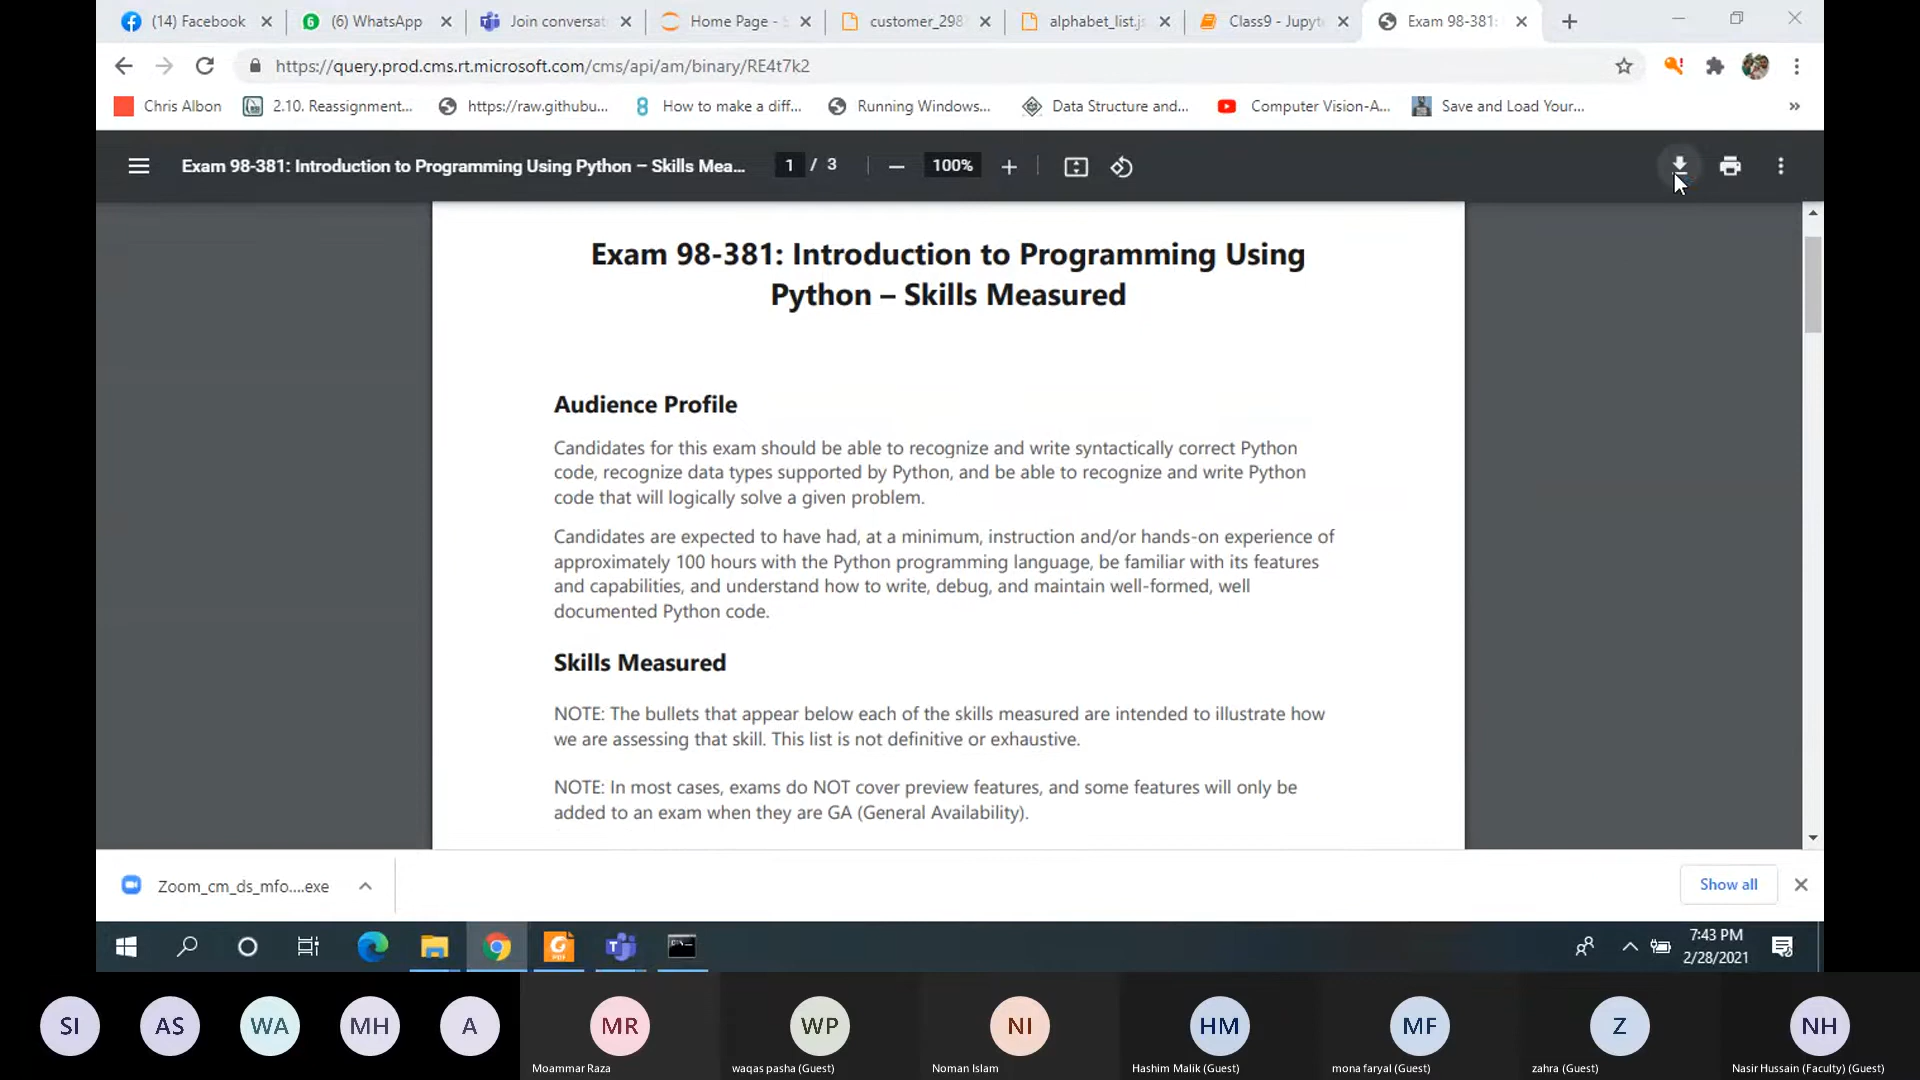 (14) Facebook
(6) WhatsApp
Join conversat
Home Page - S
customer_298
alphabet_list.js
Class9 - Jupyt
Exam 98-381:
https://query.prod.cms.rt.microsoft.com/cms/api/am/binary/RE4t7k2
Chris Albon
2.10. Reassignment...
https://raw.githubu...
How to make a diff...
Running Windows...
Data Structure and...
Computer Vision-A...
Save and Load Your...
Exam 98-381: Introduction to Programming Using Python – Skills Mea...
1 / 3
100%
Exam 98-381: Introduction to Programming Using
Python – Skills Measured
Audience Profile
Candidates for this exam should be able to recognize and write syntactically correct Python
code, recognize data types supported by Python, and be able to recognize and write Python
code that will logically solve a given problem.
Candidates are expected to have had, at a minimum, instruction and/or hands-on experience of
approximately 100 hours with the Python programming language, be familiar with its features
and capabilities, and understand how to write, debug, and maintain well-formed, well
documented Python code.
Skills Measured
NOTE: The bullets that appear below each of the skills measured are intended to illustrate how
we are assessing that skill. This list is not definitive or exhaustive.
NOTE: In most cases, exams do NOT cover preview features, and some features will only be
added to an exam when they are GA (General Availability).
Zoom_cm_ds_mfo....exe
Show all
7:43 PM
2/28/2021
SI
AS
WA
MH
A
MR
WP
NI
HM
MF
Z
NH
Moammar Raza
waqas pasha (Guest)
Noman Islam
Hashim Malik (Guest)
mona faryal (Guest)
zahra (Guest)
Nasir Hussain (Faculty) (Guest)